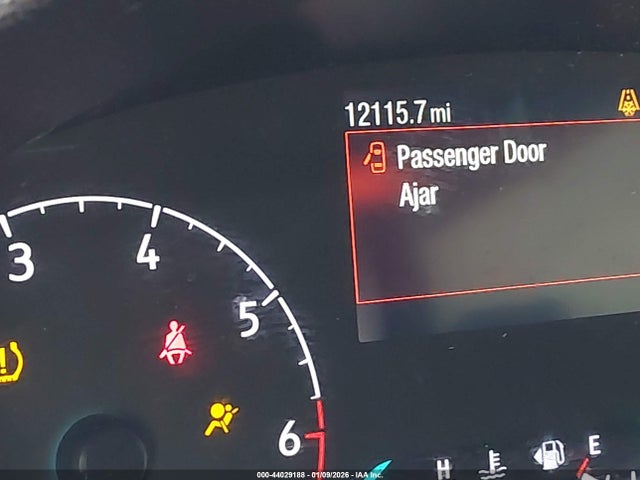 12115.7 mi
Passenger Door
Ajar
3
4
5
6
H
E
000-44029188 - 01/09/2026 - IAA Inc.